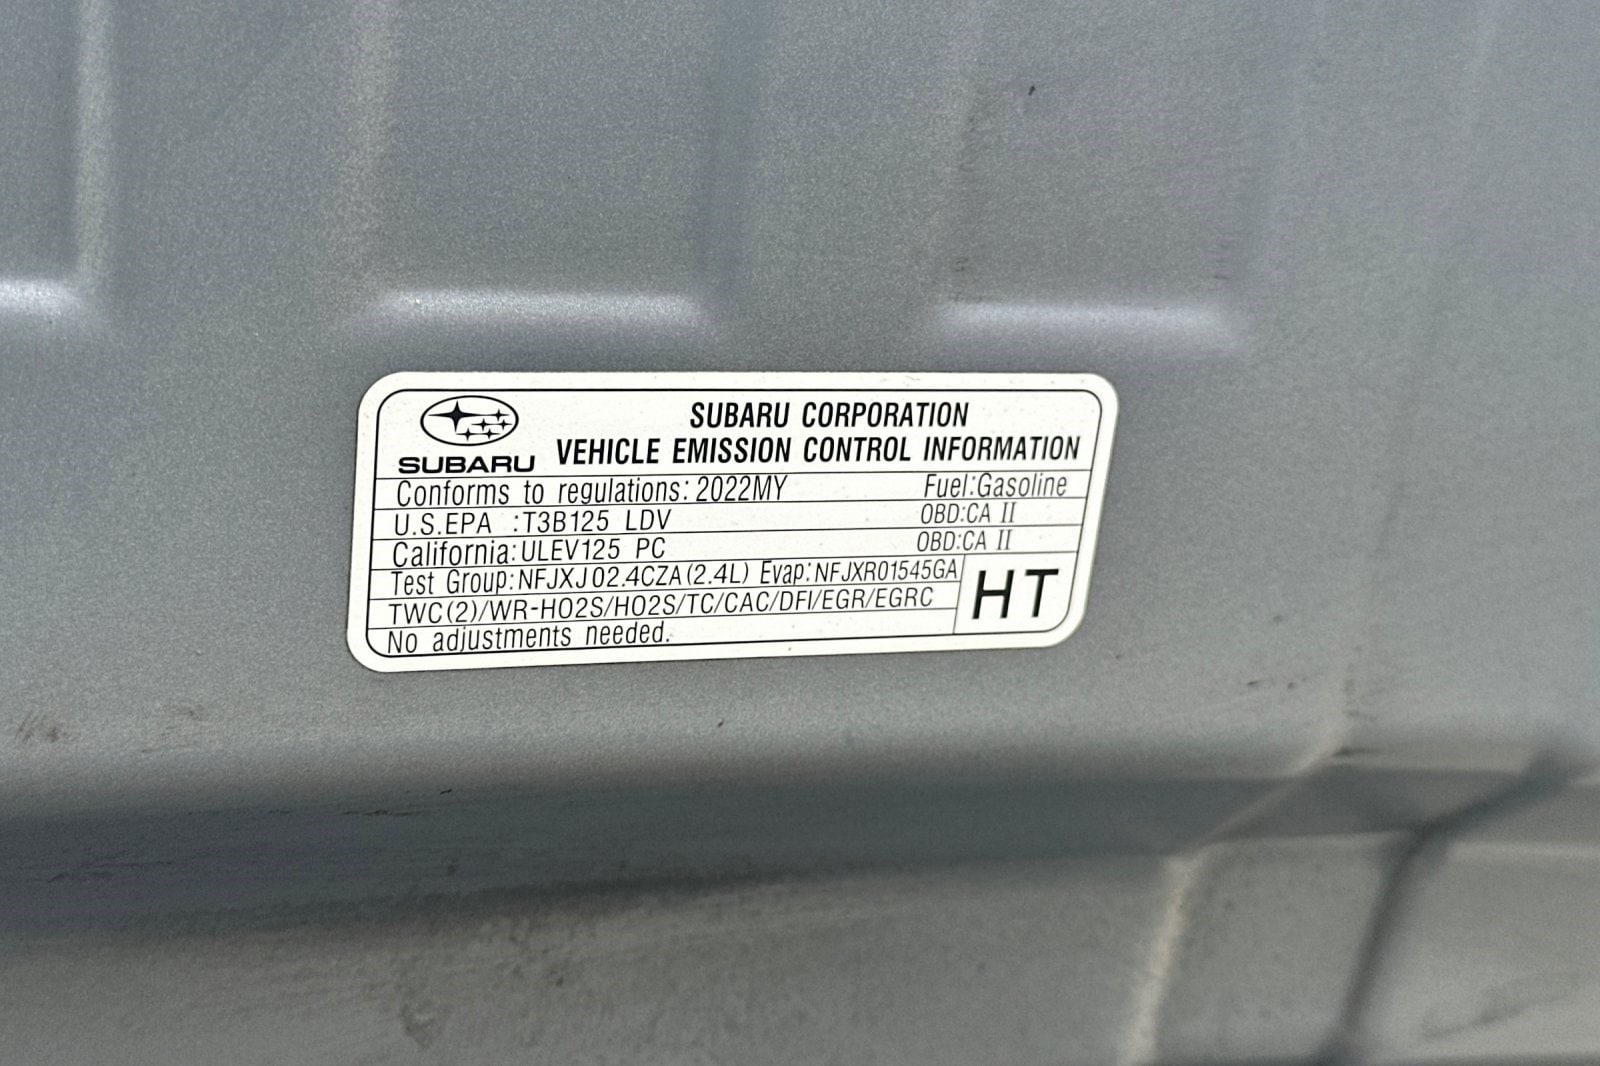 SUBARU CORPORATION
SUBARU VEHICLE EMISSION CONTROL INFORMATION
Conforms to regulations: 2022MY Fuel:Gasoline
U.S.EPA :T3B125 LDV OBD:CA II
California:ULEV125 PC OBD:CA II
Test Group:NFJXJ02.4CZA(2.4L) Evap:NFJXR01545GA
TWC(2)/WR-HO2S/HO2S/TC/CAC/DFI/EGR/EGRC
HT
No adjustments needed.